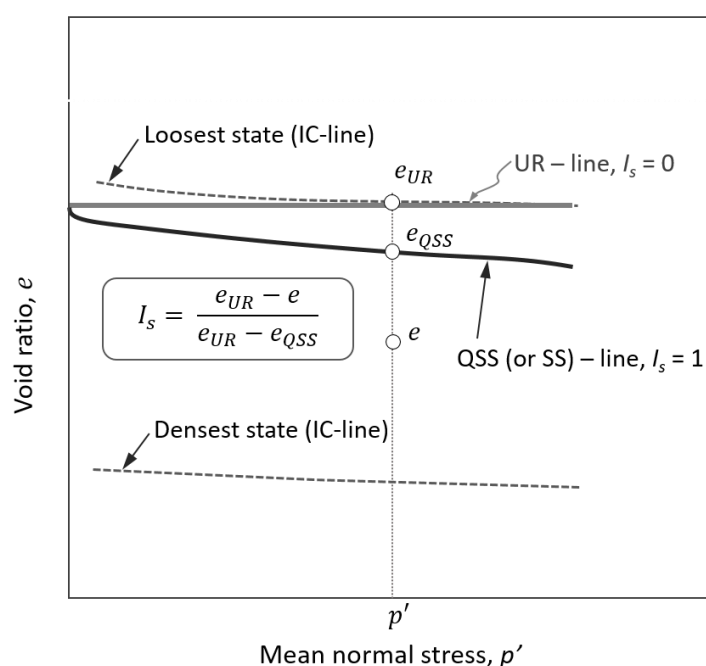 Loosest state (IC-line)
e_UR
UR – line, I_s = 0
e_QSS
I_s = (e_UR − e) / (e_UR − e_QSS)
e
QSS (or SS) – line, I_s = 1
Void ratio, e
Densest state (IC-line)
p′
Mean normal stress, p′